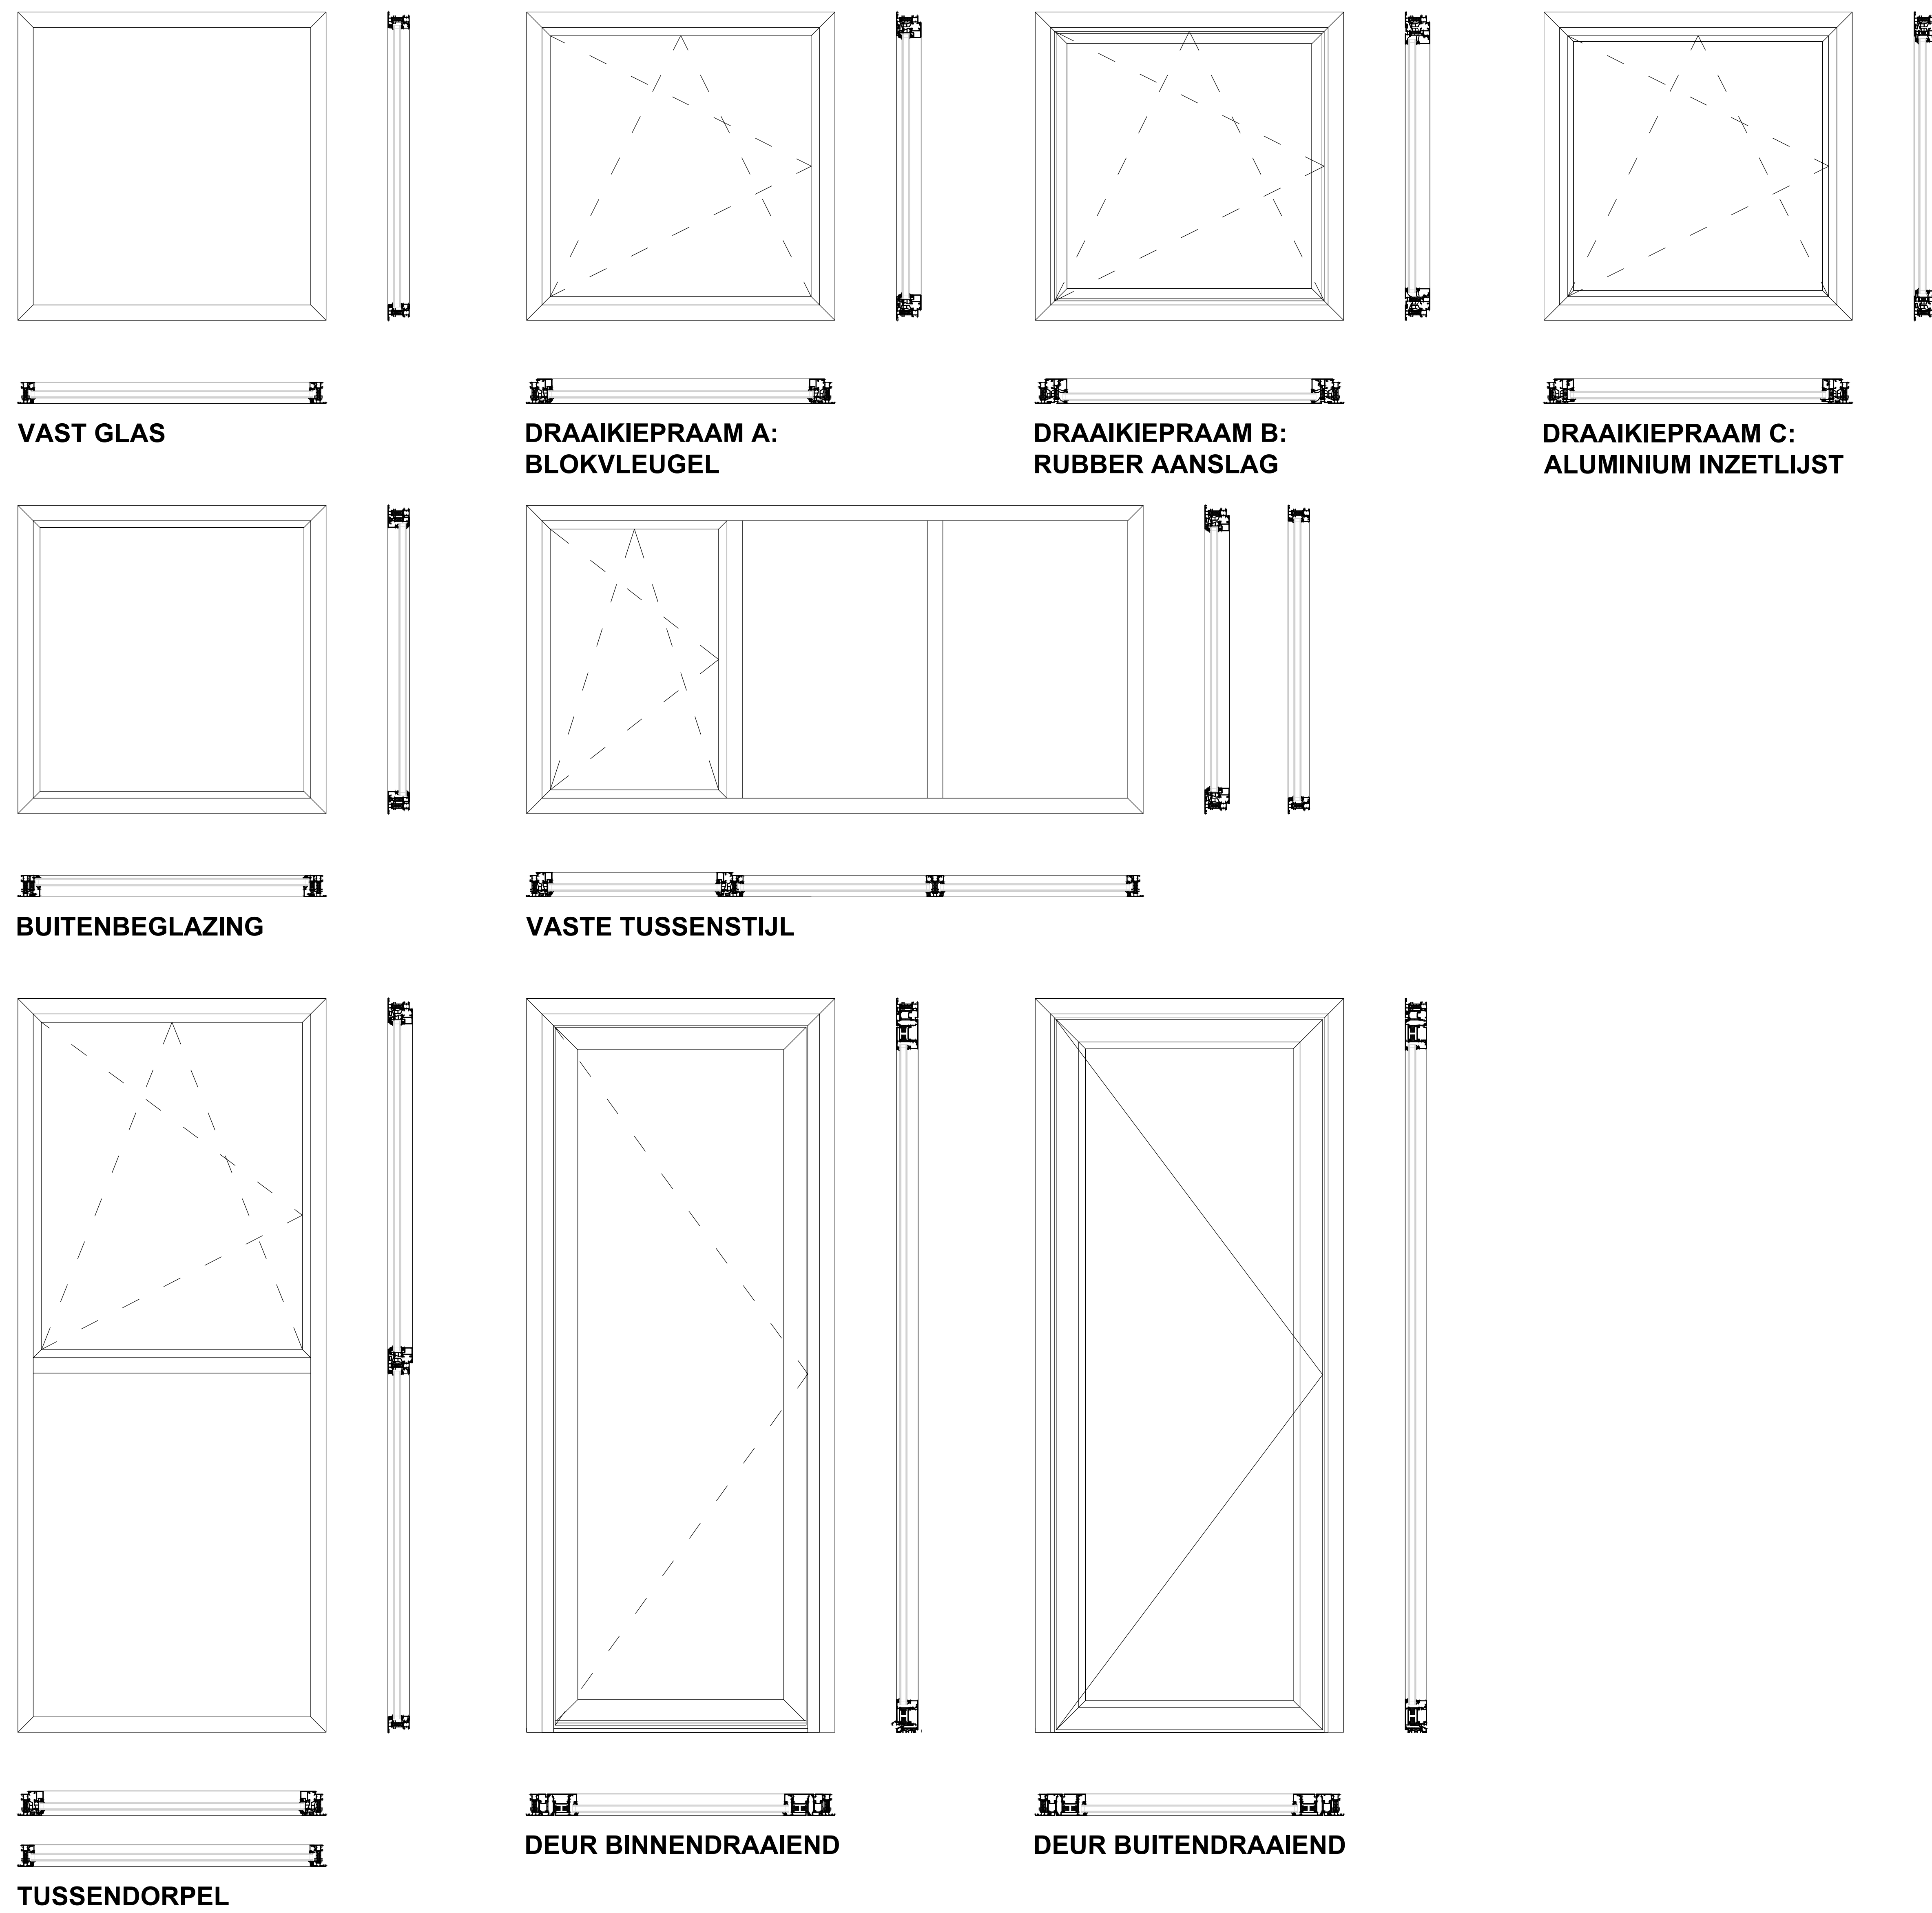 VAST GLAS
DRAAIKIEPRAAM A:
BLOKVLEUGEL
DRAAIKIEPRAAM B:
RUBBER AANSLAG
DRAAIKIEPRAAM C:
ALUMINIUM INZETLIJST
BUITENBEGLAZING
VASTE TUSSENSTIJL
TUSSENDORPEL
DEUR BINNENDRAAIEND
DEUR BUITENDRAAIEND